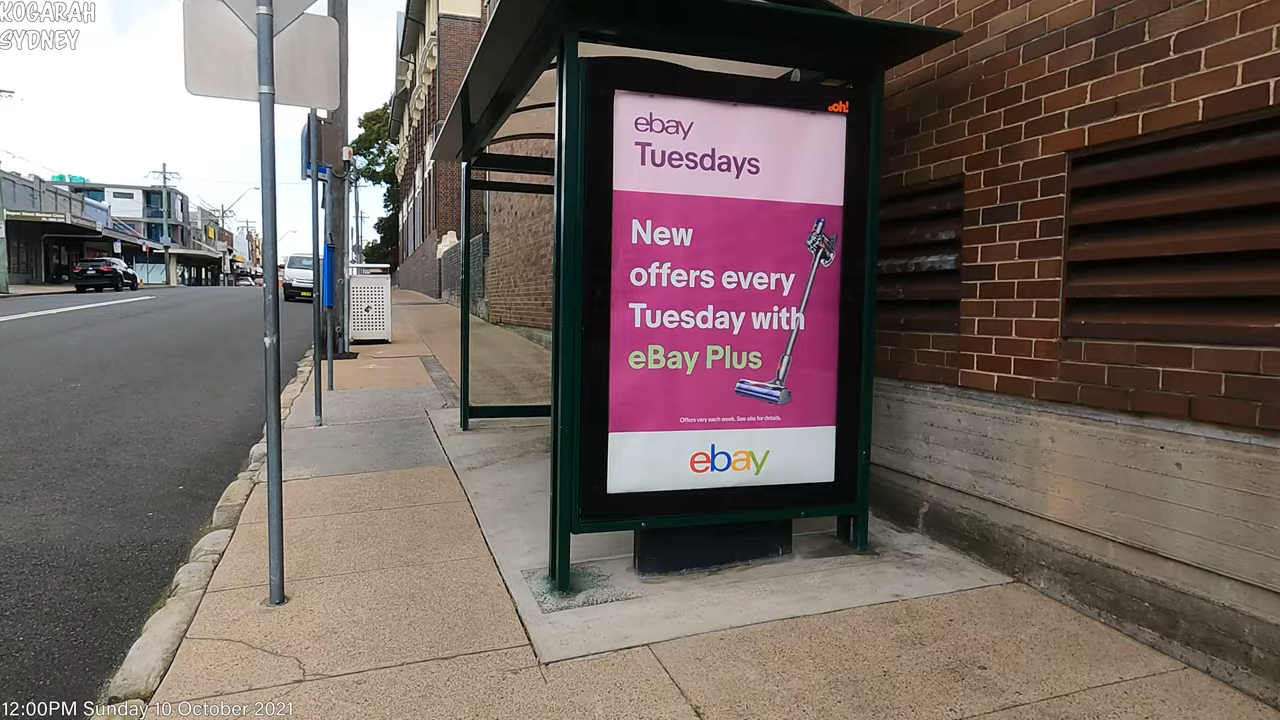 KOGARAH
SYDNEY
ooh!
ebay
Tuesdays
New
offers every
Tuesday with
eBay Plus
Offers vary each week. See site for details.
ebay
12:00PM Sunday 10 October 2021